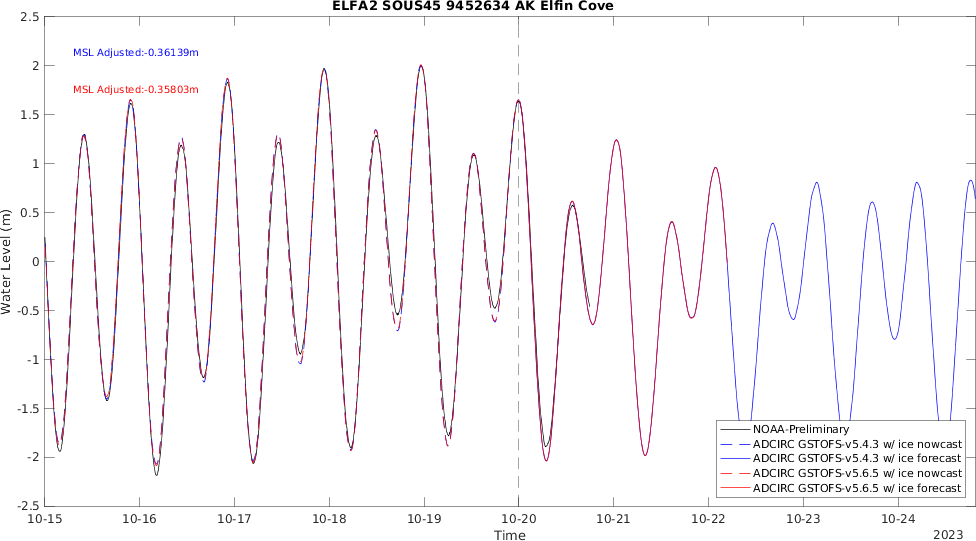 ELFA2 SOUS45 9452634 AK Elfin Cove
2.5
2
1.5
1
0.5
0
-0.5
-1
-1.5
-2
-2.5
Water Level (m)
MSL Adjusted:-0.36139m
MSL Adjusted:-0.35803m
NOAA-Preliminary
ADCIRC GSTOFS-v5.4.3 w/ ice nowcast
ADCIRC GSTOFS-v5.4.3 w/ ice forecast
ADCIRC GSTOFS-v5.6.5 w/ ice nowcast
ADCIRC GSTOFS-v5.6.5 w/ ice forecast
10-15 10-16 10-17 10-18 10-19 10-20 10-21 10-22 10-23 10-24
Time
2023